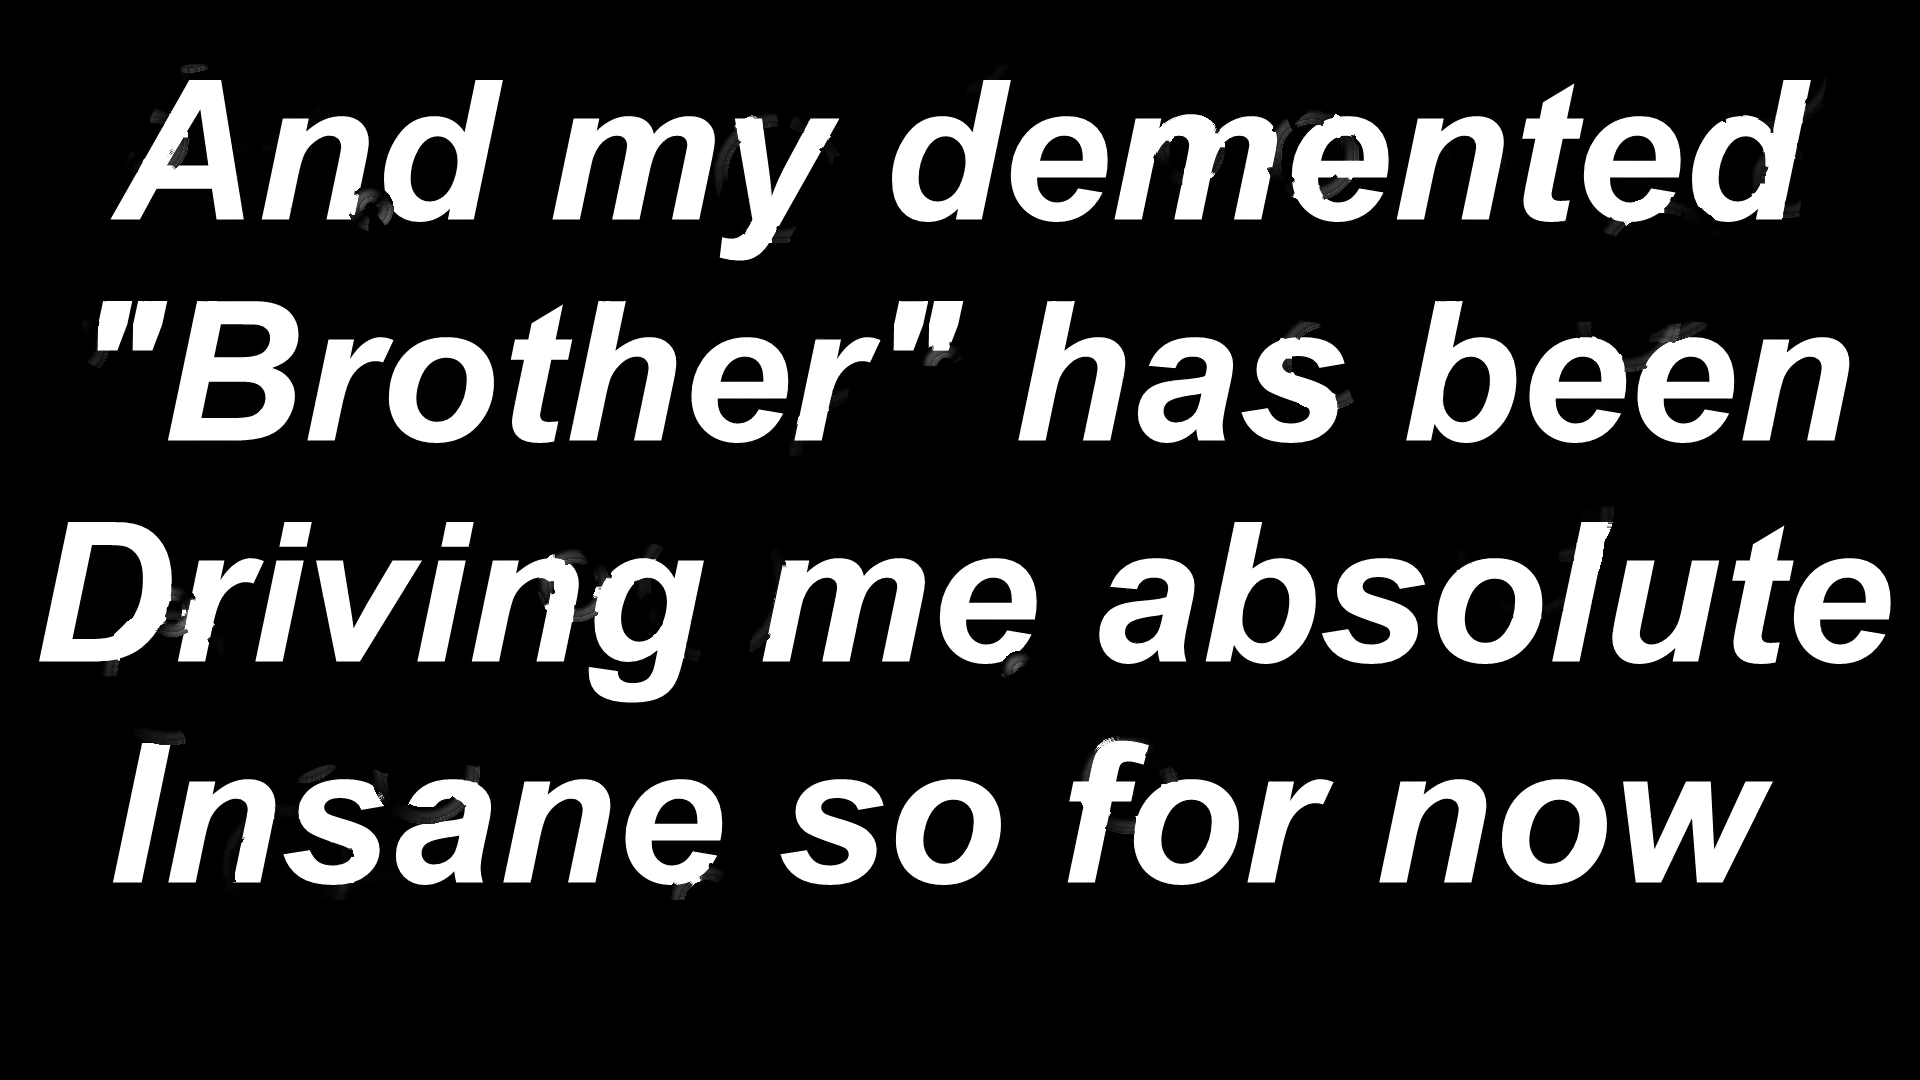 And my demented
"Brother" has been
Driving me absolute
Insane so for now